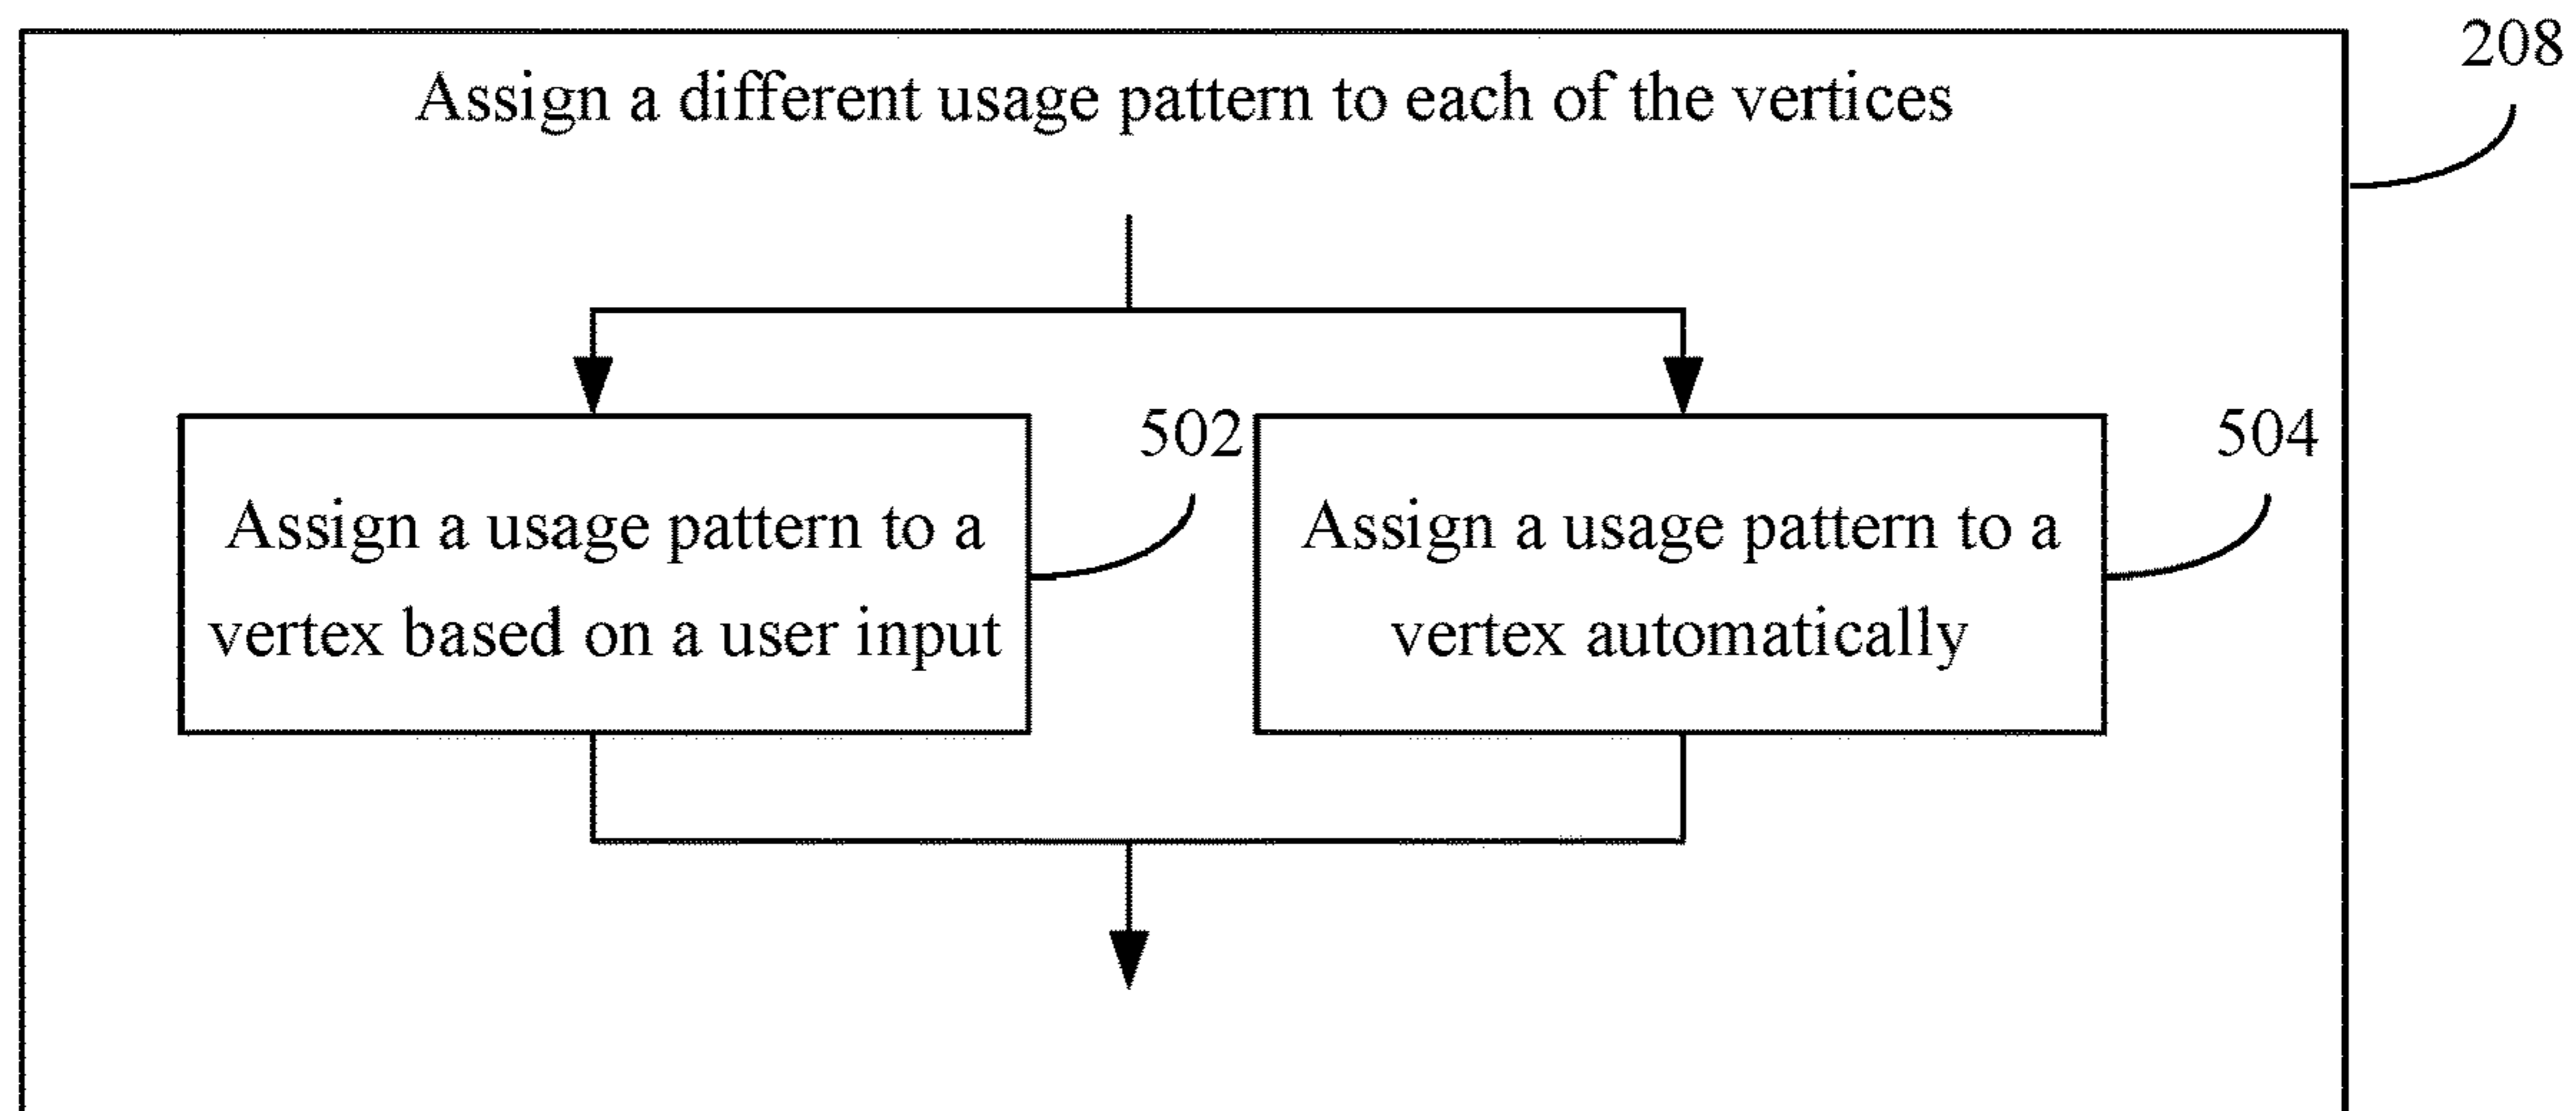 208
Assign a different usage pattern to each of the vertices
502
504
Assign a usage pattern to a
vertex based on a user input
Assign a usage pattern to a
vertex automatically